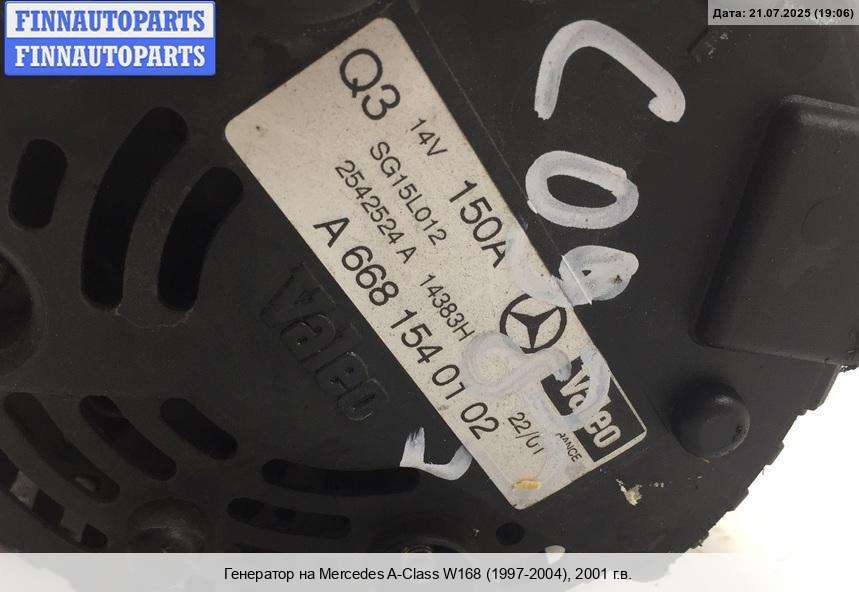 FINNAUTOPARTS
FINNAUTOPARTS
Дата: 21.07.2025 (19:06)
Q3
14V 150A
SG15L012
2542524 A 14383H
A 668 154 01 02
Valeo
22/01
valeo
Генератор на Mercedes A-Class W168 (1997-2004), 2001 г.в.